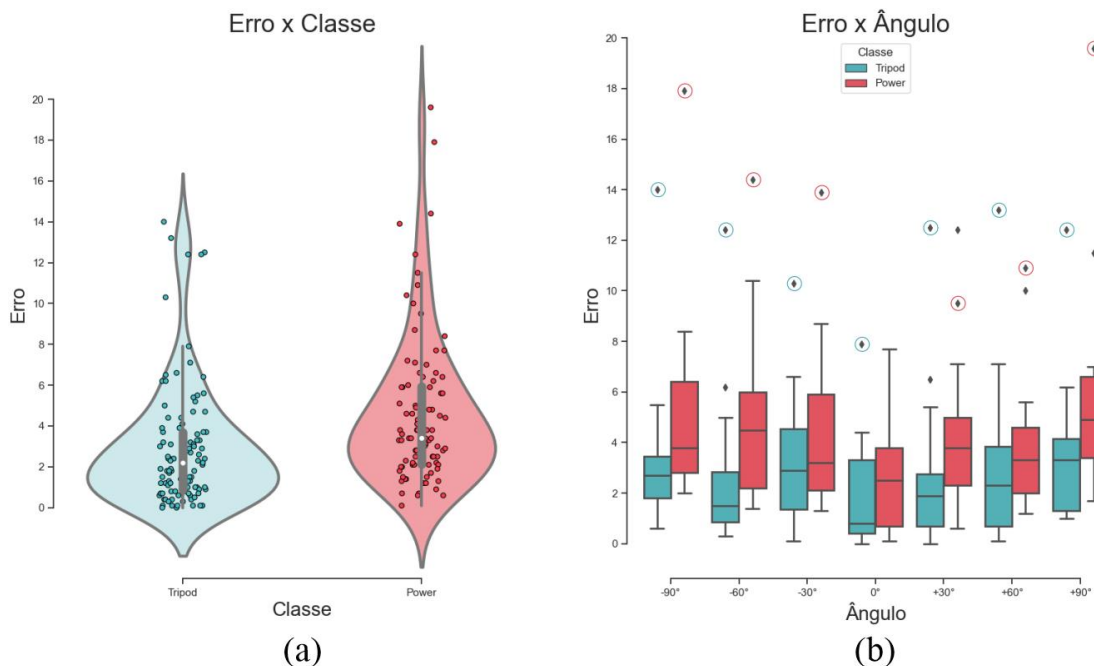 Erro x Classe
20
18
16
14
12
10
8
6
4
2
0
Erro
Tripod
Power
Classe
(a)
Erro x Ângulo
Classe
Tripod
Power
20
18
16
14
12
10
8
6
4
2
0
Erro
-90°
-60°
-30°
0°
+30°
+60°
+90°
Ângulo
(b)